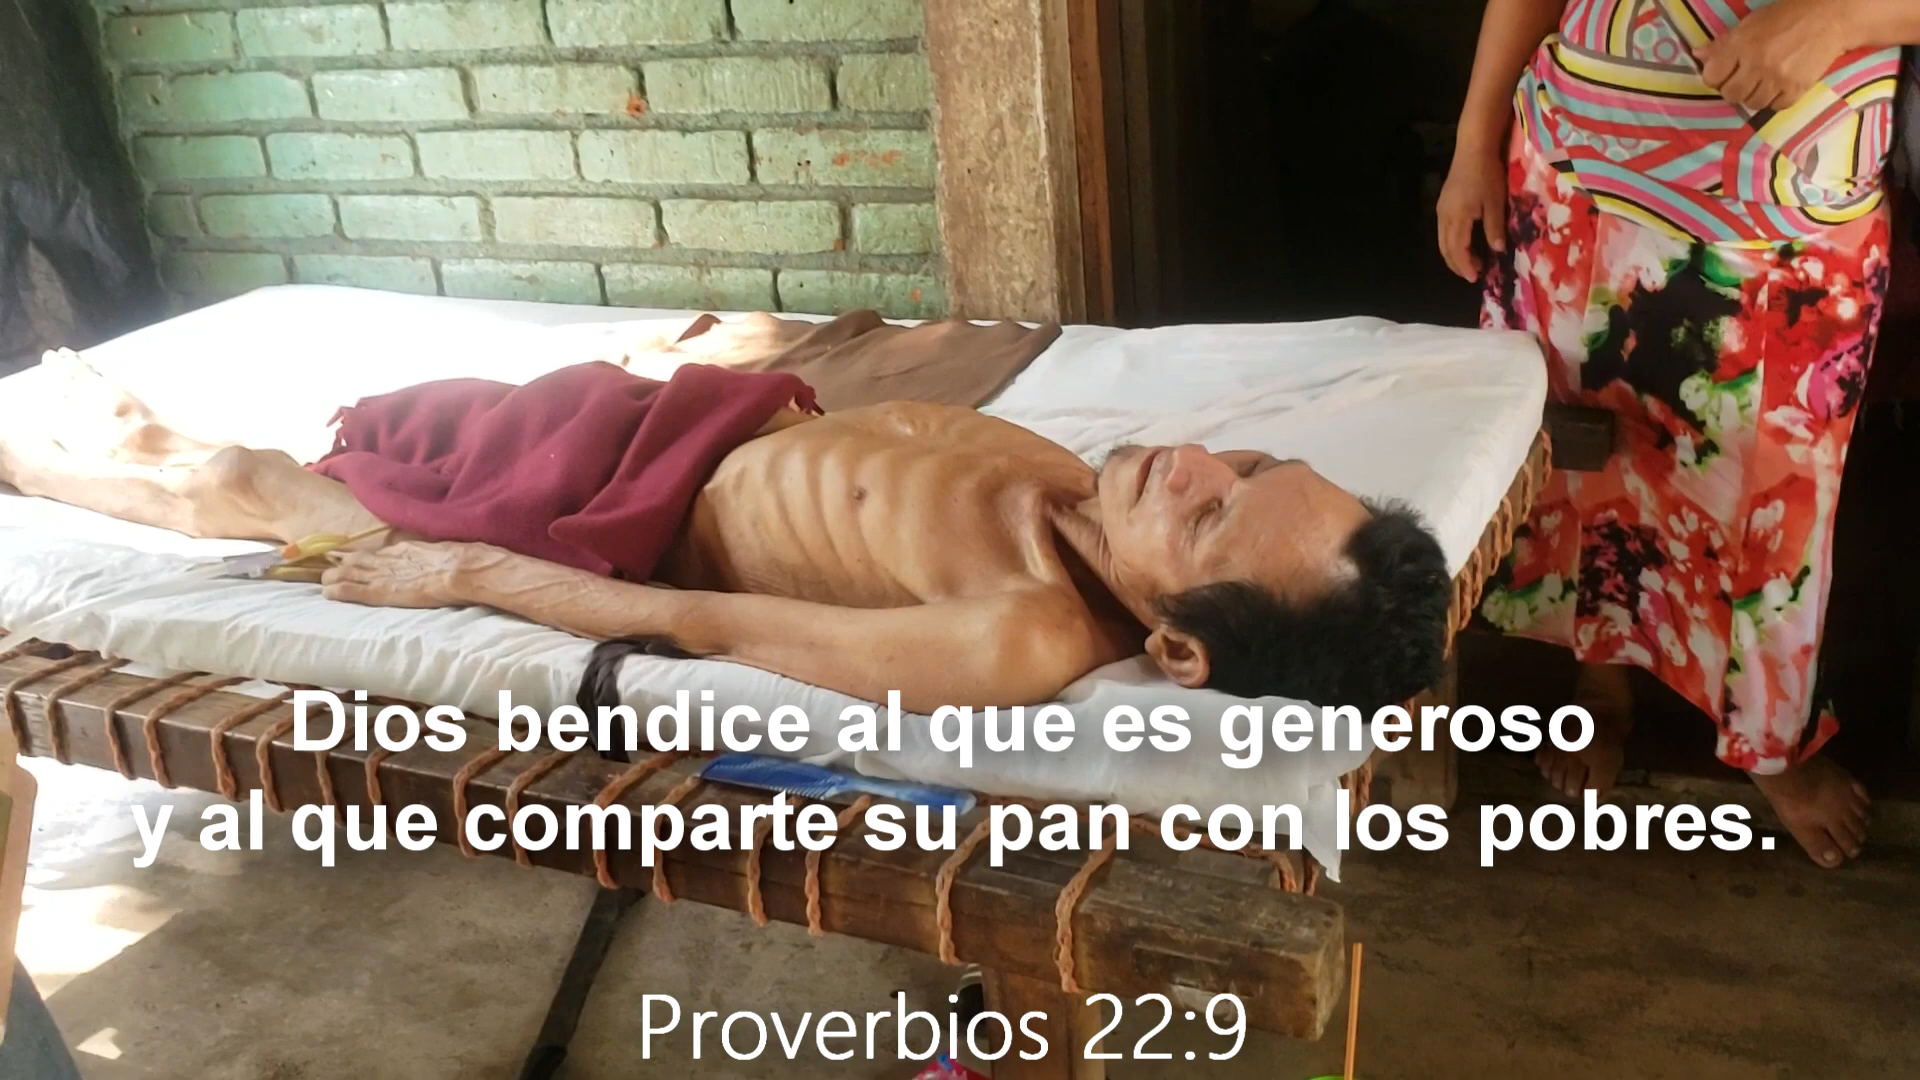 Dios bendice al que es generoso
y al que comparte su pan con los pobres.
Proverbios 22:9